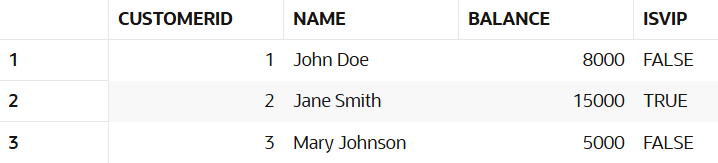 CUSTOMERID NAME BALANCE ISVIP
1 1 John Doe 8000 FALSE
2 2 Jane Smith 15000 TRUE
3 3 Mary Johnson 5000 FALSE